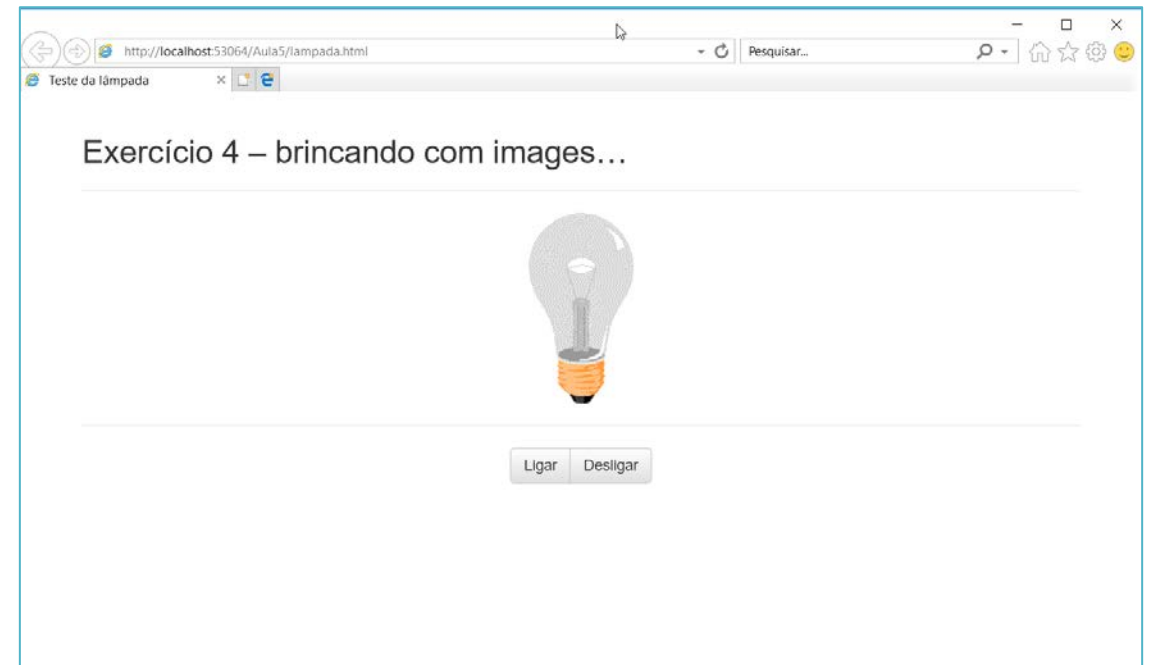 http://localhost:53064/Aula5/lampada.html
Pesquisar...
Teste da lâmpada
Exercício 4 – brincando com images…
Ligar
Desligar